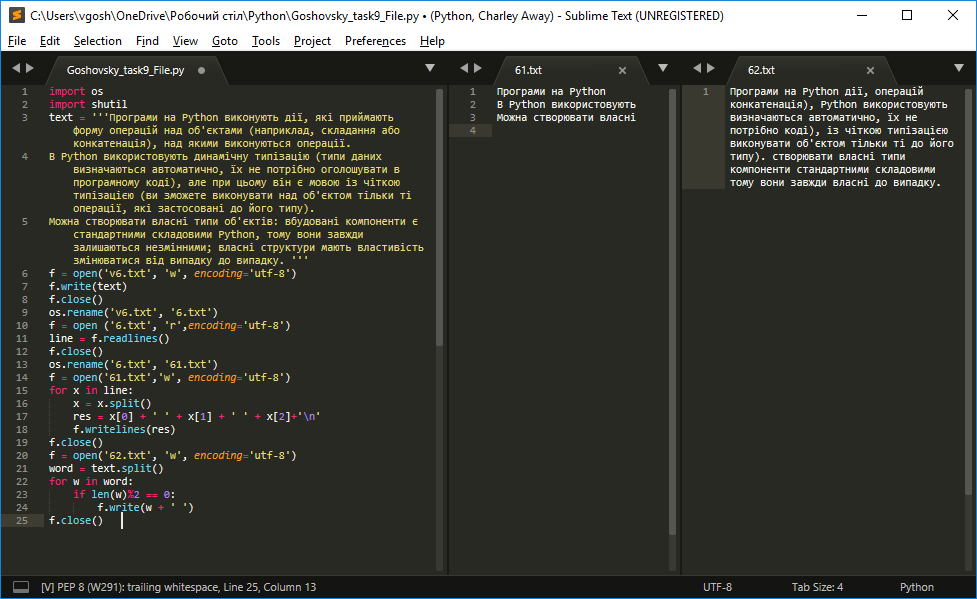 C:\Users\vgosh\OneDrive\Робочий стіл\Python\Goshovsky_task9_File.py • (Python, Charley Away) - Sublime Text (UNREGISTERED)
File Edit Selection Find View Goto Tools Project Preferences Help
Goshovsky_task9_File.py
1 import os
2 import shutil
3 text = '''Програми на Python виконують дії, які приймають
форму операцій над об'єктами (наприклад, складання або
конкатенація), над якими виконуються операції.
4 В Python використовують динамічну типізацію (типи даних
визначаються автоматично, їх не потрібно оголошувати в
програмному коді), але при цьому він є мовою із чіткою
типізацією (ви зможете виконувати над об'єктом тільки ті
операції, які застосовані до його типу).
5 Можна створювати власні типи об'єктів: вбудовані компоненти є
стандартними складовими Python, тому вони завжди
залишаються незмінними; власні структури мають властивість
змінюватися від випадку до випадку. '''
6 f = open('v6.txt', 'w', encoding='utf-8')
7 f.write(text)
8 f.close()
9 os.rename('v6.txt', '6.txt')
10 f = open ('6.txt', 'r',encoding='utf-8')
11 line = f.readlines()
12 f.close()
13 os.rename('6.txt', '61.txt')
14 f = open('61.txt','w', encoding='utf-8')
15 for x in line:
16 x = x.split()
17 res = x[0] + ' ' + x[1] + ' ' + x[2]+'\n'
18 f.writelines(res)
19 f.close()
20 f = open('62.txt', 'w', encoding='utf-8')
21 word = text.split()
22 for w in word:
23 if len(w)%2 == 0:
24 f.write(w + ' ')
25 f.close()
61.txt
1 Програми на Python
2 В Python використовують
3 Можна створювати власні
4
62.txt
1 Програми на Python дії, операцій
конкатенація), Python використовують
визначаються автоматично, їх не
потрібно коді), із чіткою типізацією
виконувати об'єктом тільки ті до його
типу). створювати власні типи
компоненти стандартними складовими
тому вони завжди власні до випадку.
[V] PEP 8 (W291): trailing whitespace, Line 25, Column 13
UTF-8 Tab Size: 4 Python